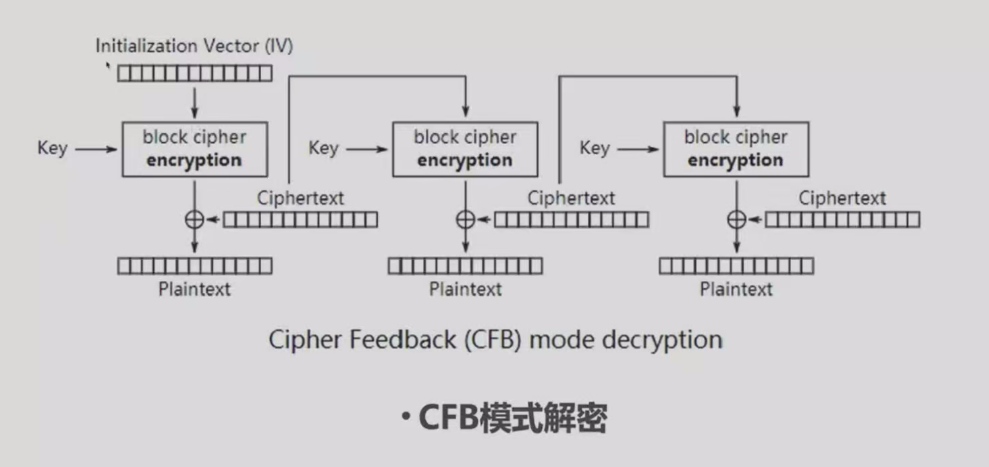 Initialization Vector (IV)
Key
block cipher
encryption
Ciphertext
Plaintext
Key
block cipher
encryption
Ciphertext
Plaintext
Key
block cipher
encryption
Ciphertext
Plaintext
Cipher Feedback (CFB) mode decryption
• CFB模式解密